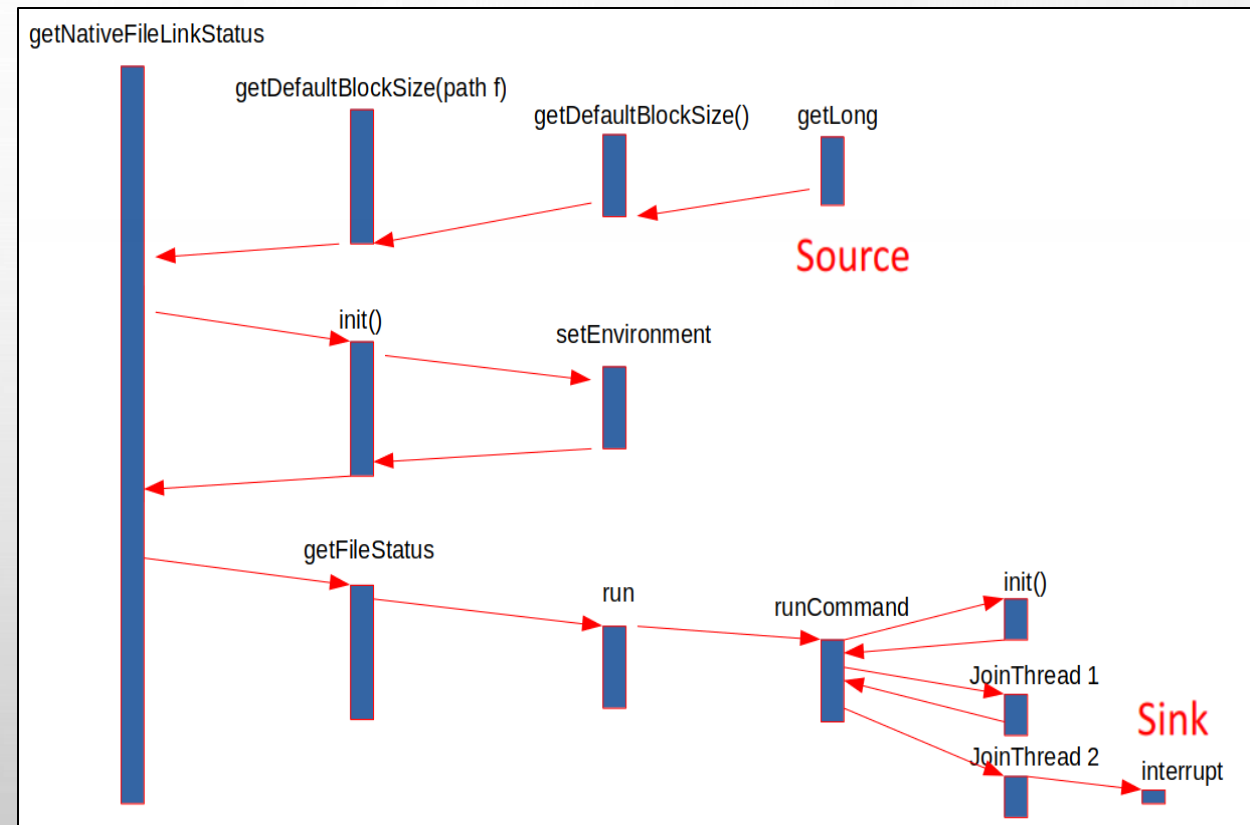 getNativeFileLinkStatus
getDefaultBlockSize(path f)
getDefaultBlockSize()
getLong
Source
init()
setEnvironment
getFileStatus
run
runCommand
init()
JoinThread 1
Sink
JoinThread 2
interrupt